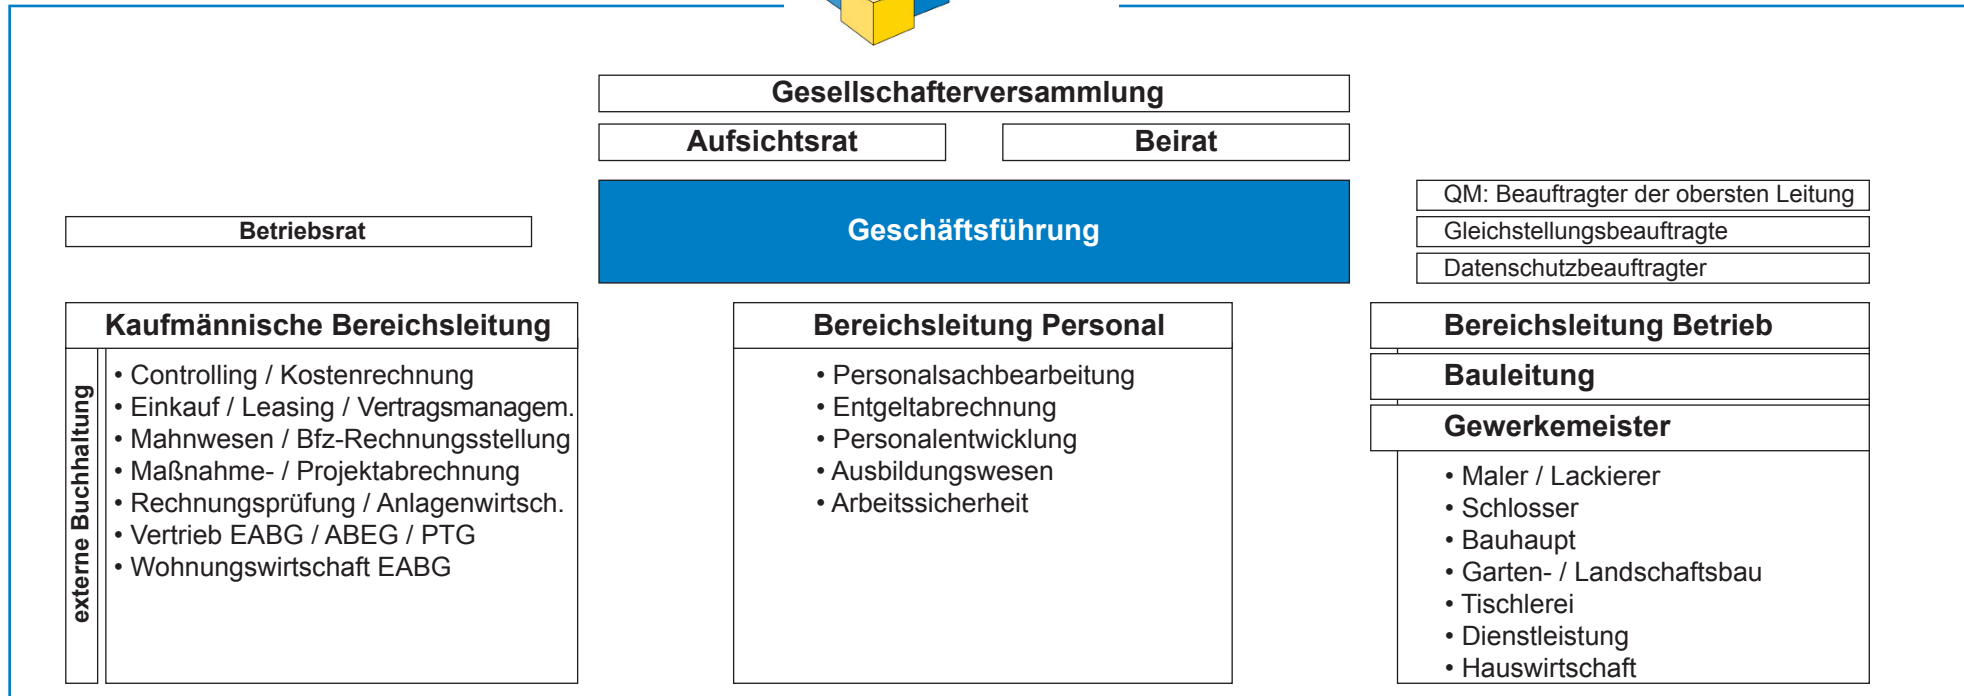 Gesellschafterversammlung
Aufsichtsrat
Beirat
Betriebsrat
Geschäftsführung
QM: Beauftragter der obersten Leitung
Gleichstellungsbeauftragte
Datenschutzbeauftragter
Kaufmännische Bereichsleitung
externe Buchhaltung
• Controlling / Kostenrechnung
• Einkauf / Leasing / Vertragsmanagem.
• Mahnwesen / Bfz-Rechnungsstellung
• Maßnahme- / Projektabrechnung
• Rechnungsprüfung / Anlagenwirtsch.
• Vertrieb EABG / ABEG / PTG
• Wohnungswirtschaft EABG
Bereichsleitung Personal
• Personalsachbearbeitung
• Entgeltabrechnung
• Personalentwicklung
• Ausbildungswesen
• Arbeitssicherheit
Bereichsleitung Betrieb
Bauleitung
Gewerkemeister
• Maler / Lackierer
• Schlosser
• Bauhaupt
• Garten- / Landschaftsbau
• Tischlerei
• Dienstleistung
• Hauswirtschaft